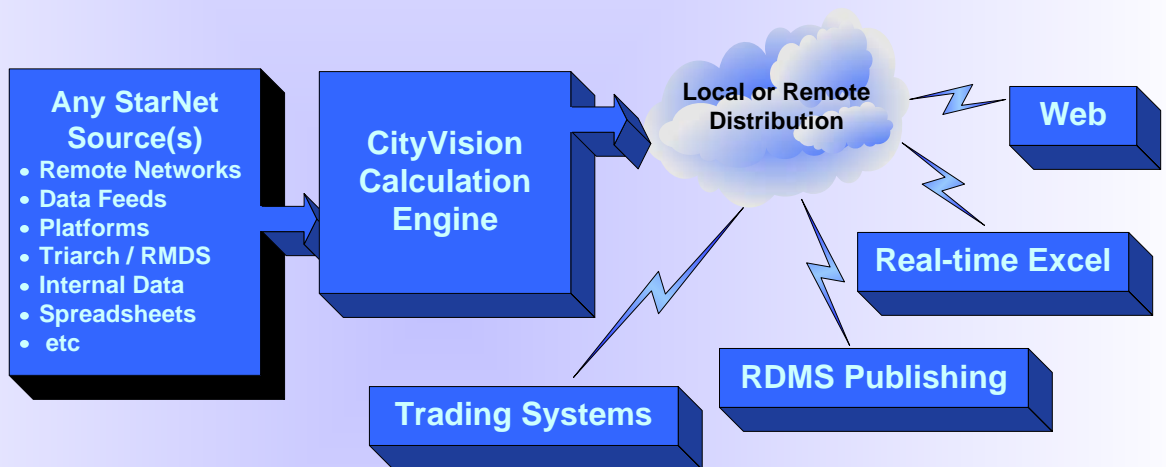 Any StarNet
Source(s)
• Remote Networks
• Data Feeds
• Platforms
• Triarch / RMDS
• Internal Data
• Spreadsheets
• etc
CityVision
Calculation
Engine
Local or Remote
Distribution
Web
Real-time Excel
RDMS Publishing
Trading Systems